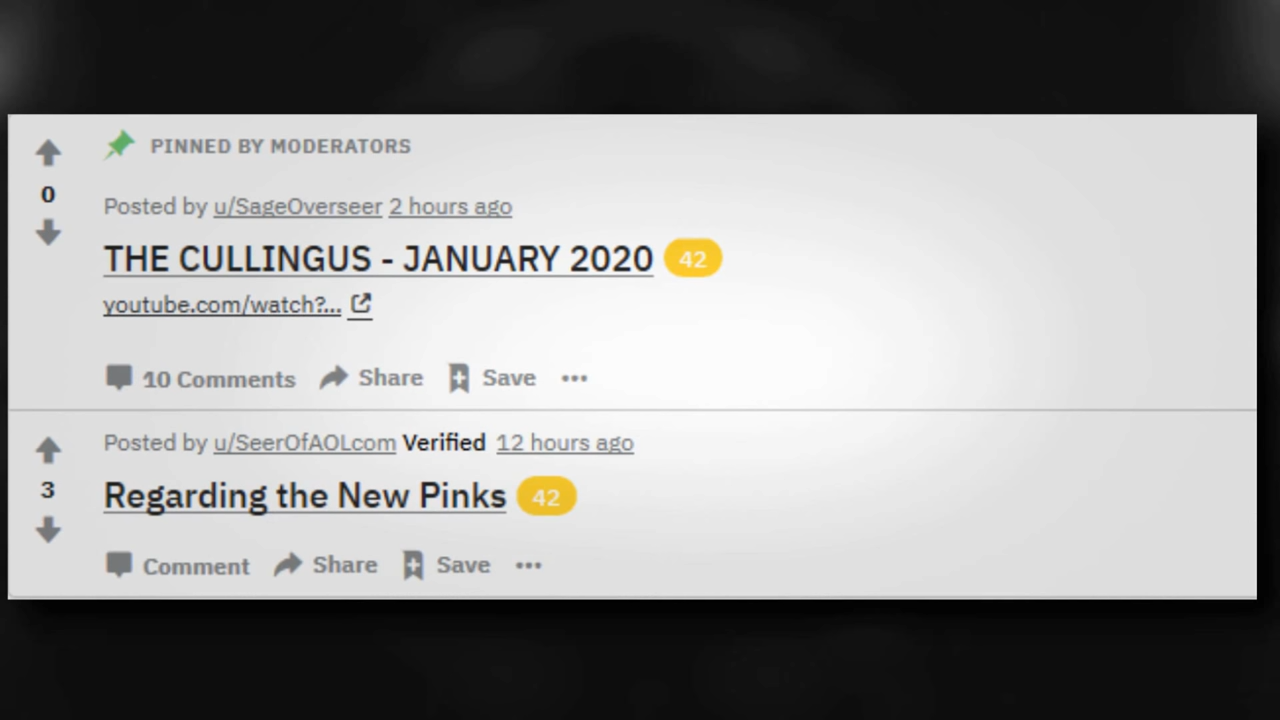 PINNED BY MODERATORS
0
Posted by u/SageOverseer 2 hours ago
THE CULLINGUS - JANUARY 2020 42
youtube.com/watch?...
10 Comments Share Save ...
Posted by u/SeerOfAOLcom Verified 12 hours ago
3
Regarding the New Pinks 42
Comment Share Save ...